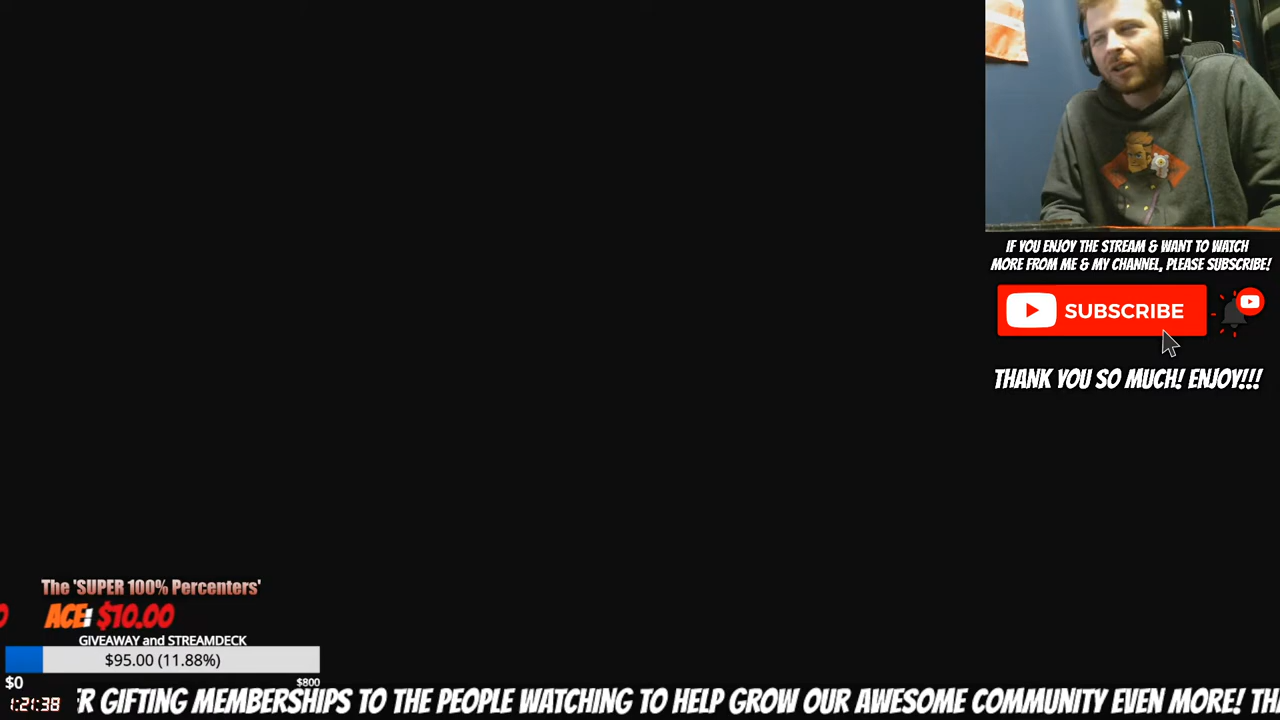 IF YOU ENJOY THE STREAM & WANT TO WATCH
MORE FROM ME & MY CHANNEL, PLEASE SUBSCRIBE!
SUBSCRIBE
THANK YOU SO MUCH! ENJOY!!!
The 'SUPER 100% Percenters'
0 ACE: $10.00
GIVEAWAY and STREAMDECK
$95.00 (11.88%)
$0 $800
1:21:38
R GIFTING MEMBERSHIPS TO THE PEOPLE WATCHING TO HELP GROW OUR AWESOME COMMUNITY EVEN MORE! TH